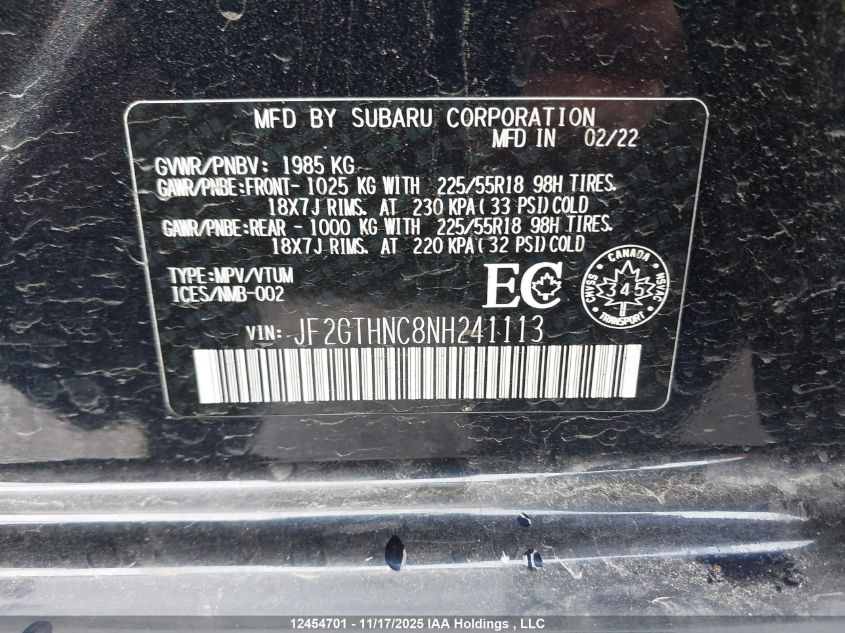 MFD BY SUBARU CORPORATION
MFD IN 02/22
GVWR/PNBV: 1985 KG
GAWR/PNBE:FRONT- 1025 KG WITH 225/55R18 98H TIRES.
18X7J RIMS. AT 230 KPA( 33 PSI)COLD
GAWR/PNBE:REAR - 1000 KG WITH 225/55R18 98H TIRES.
18X7J RIMS. AT 220 KPA( 32 PSI)COLD
TYPE:MPV/VTUM
ICES/NMB-002
EC
CANADA
CMVSS
345
NSVAC
TRANSPORT
VIN: JF2GTHNC8NH241113
12454701 - 11/17/2025 IAA Holdings , LLC